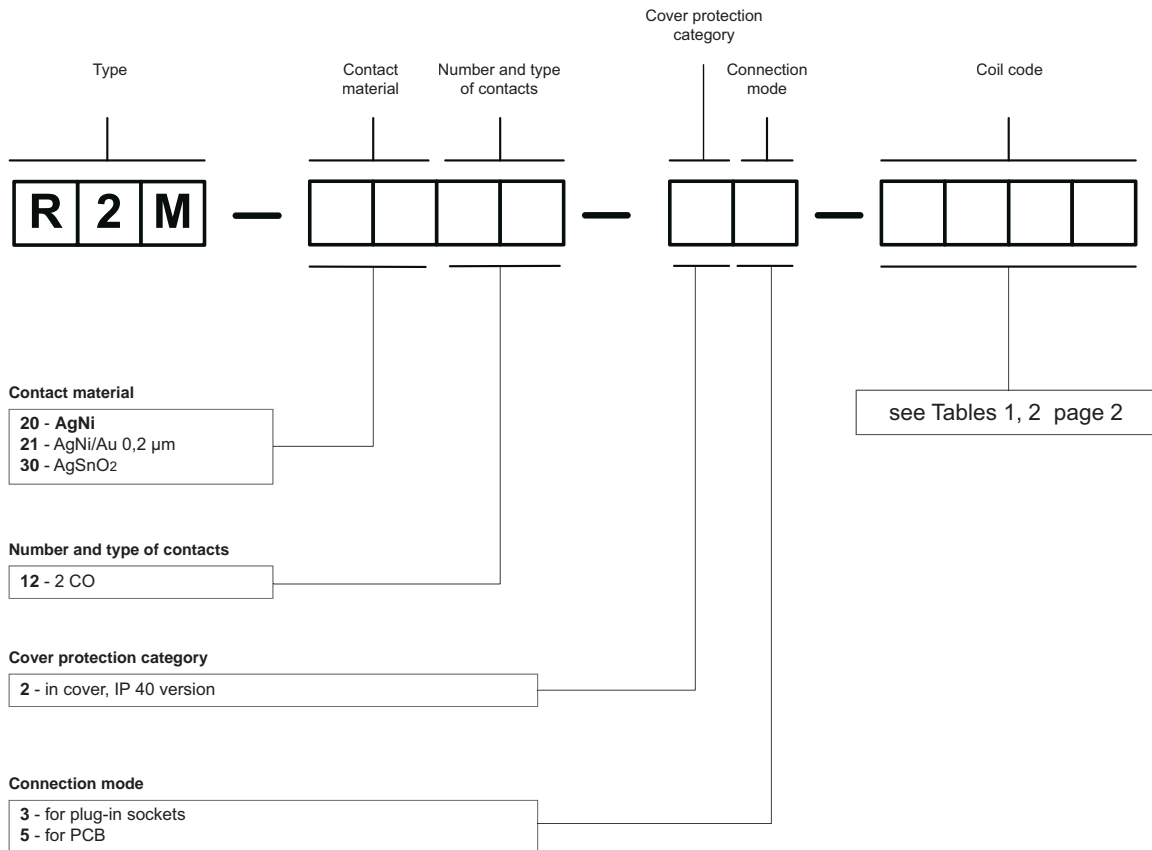 Cover protection
category
Type
Contact
material
Number and type
of contacts
Connection
mode
Coil code
R 2 M — — —
Contact material
20 - AgNi
21 - AgNi/Au 0,2 µm
30 - AgSnO2
see Tables 1, 2 page 2
Number and type of contacts
12 - 2 CO
Cover protection category
2 - in cover, IP 40 version
Connection mode
3 - for plug-in sockets
5 - for PCB